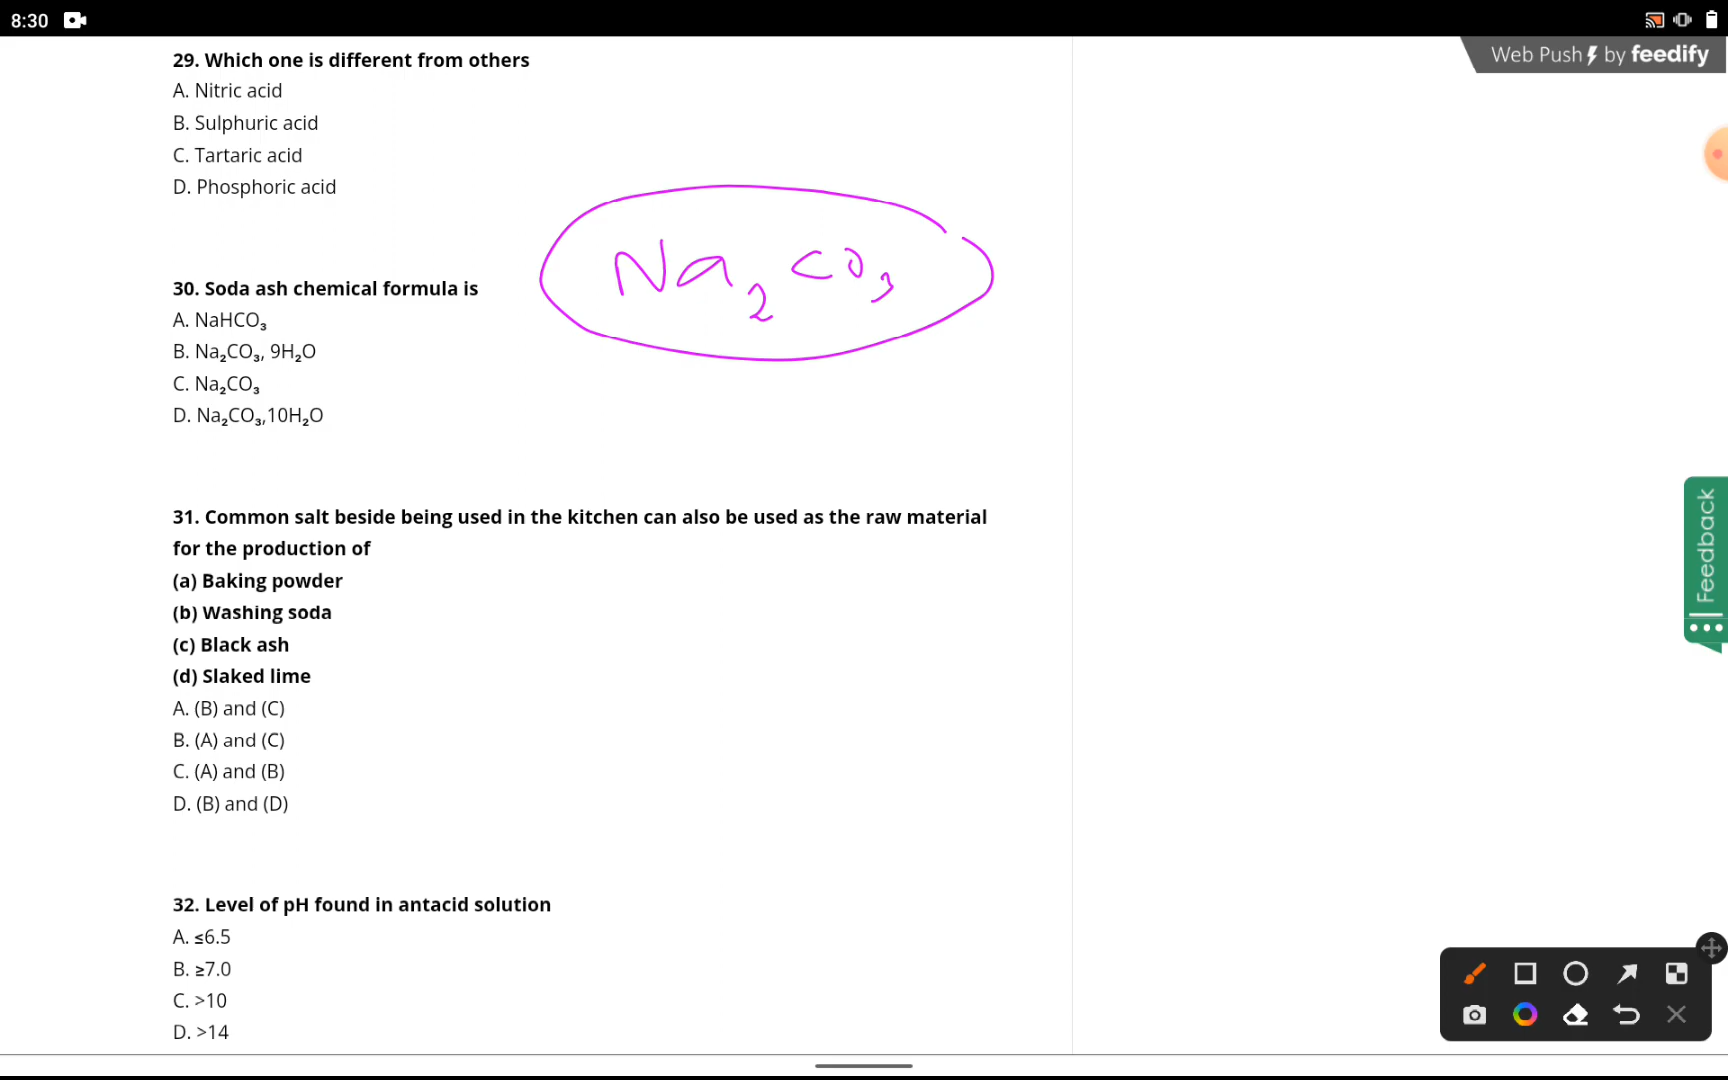 8:30
Web Push by feedify
29. Which one is different from others
A. Nitric acid
B. Sulphuric acid
C. Tartaric acid
D. Phosphoric acid
Na₂CO₃
30. Soda ash chemical formula is
A. NaHCO₃
B. Na₂CO₃, 9H₂O
C. Na₂CO₃
D. Na₂CO₃,10H₂O
Feedback
31. Common salt beside being used in the kitchen can also be used as the raw material
for the production of
(a) Baking powder
(b) Washing soda
(c) Black ash
(d) Slaked lime
A. (B) and (C)
B. (A) and (C)
C. (A) and (B)
D. (B) and (D)
32. Level of pH found in antacid solution
A. ≤6.5
B. ≥7.0
C. >10
D. >14